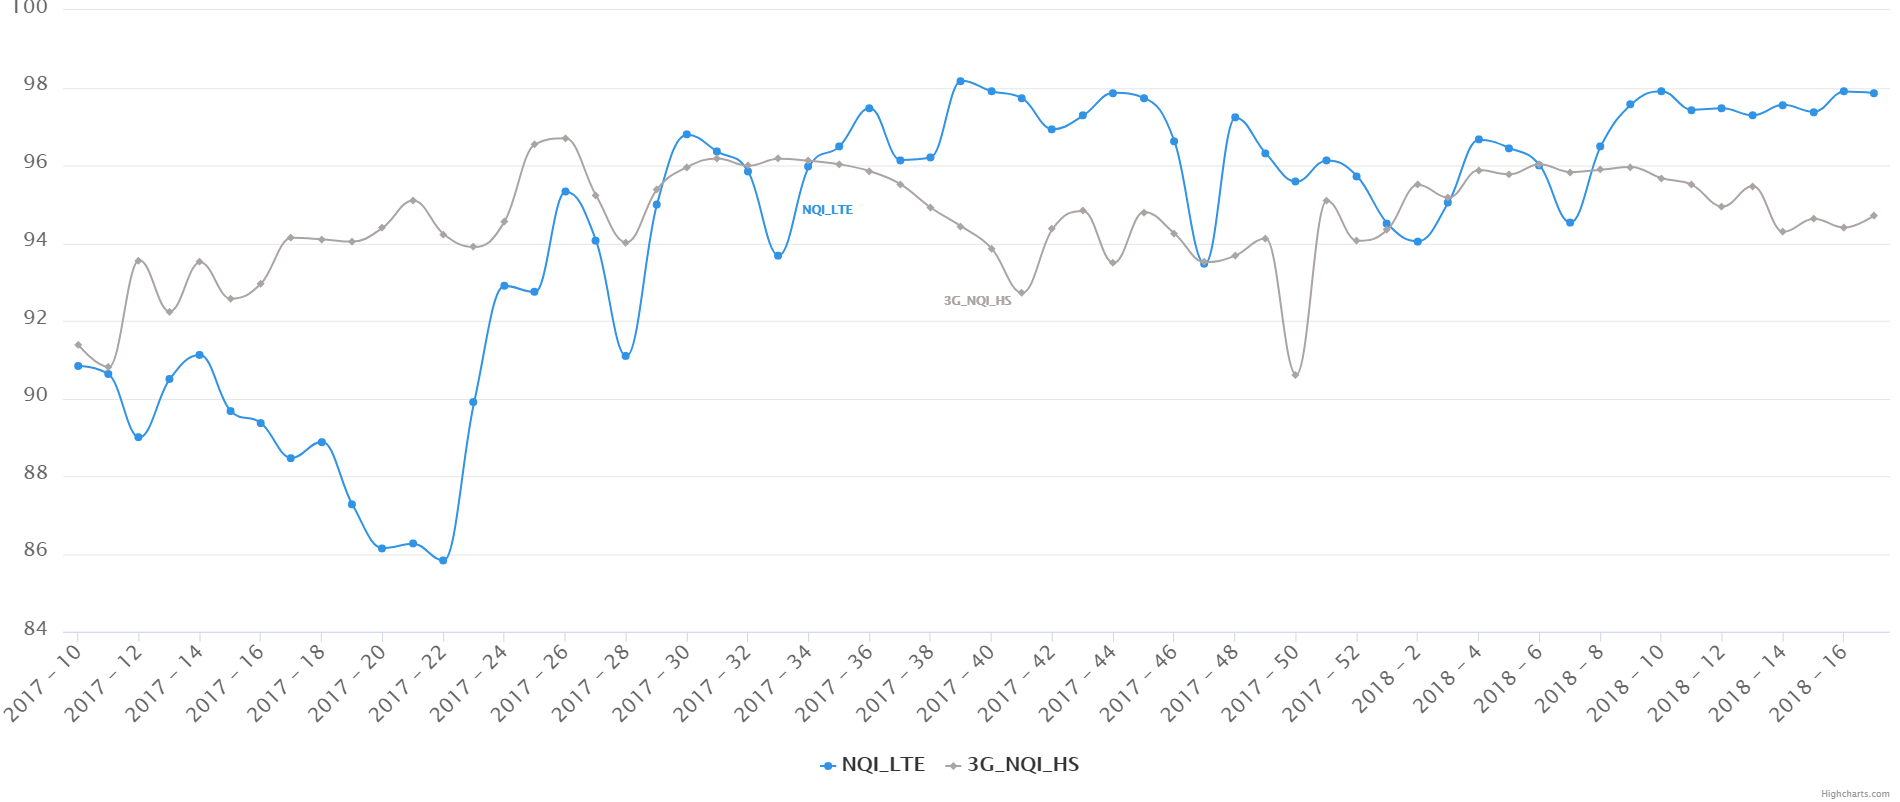 100
98
96
94
92
90
88
86
84
NQI_LTE
3G_NQI_HS
2017 – 10
2017 – 12
2017 – 14
2017 – 16
2017 – 18
2017 – 20
2017 – 22
2017 – 24
2017 – 26
2017 – 28
2017 – 30
2017 – 32
2017 – 34
2017 – 36
2017 – 38
2017 – 40
2017 – 42
2017 – 44
2017 – 46
2017 – 48
2017 – 50
2017 – 52
2018 – 2
2018 – 4
2018 – 6
2018 – 8
2018 – 10
2018 – 12
2018 – 14
2018 – 16
NQI_LTE 3G_NQI_HS
Highcharts.com